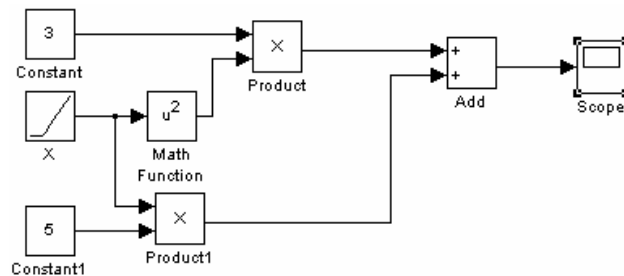 3
Constant
X
Product
+
+
Add
Scope
X
u2
Math
Function
5
Constant1
X
Product1